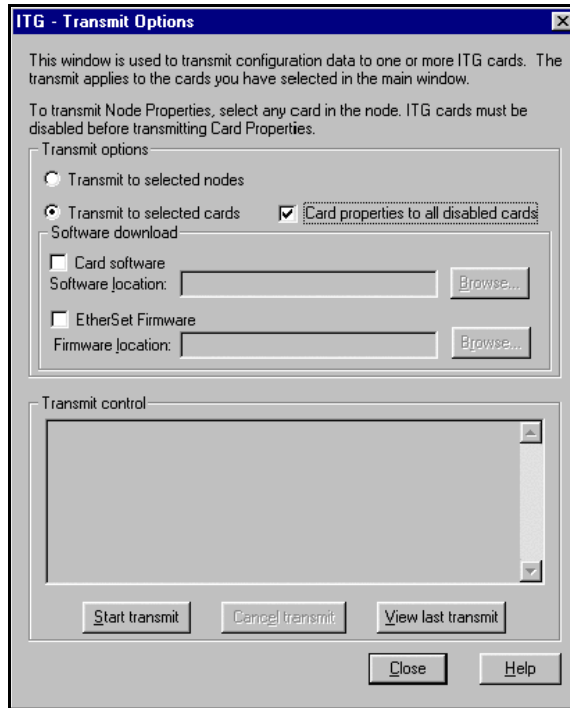 ITG - Transmit Options
This window is used to transmit configuration data to one or more ITG cards. The
transmit applies to the cards you have selected in the main window.
To transmit Node Properties, select any card in the node. ITG cards must be
disabled before transmitting Card Properties.
Transmit options
Transmit to selected nodes
Transmit to selected cards Card properties to all disabled cards
Software download
Card software
Software location: Browse...
EtherSet Firmware
Firmware location: Browse...
Transmit control
Start transmit Cancel transmit View last transmit
Close Help